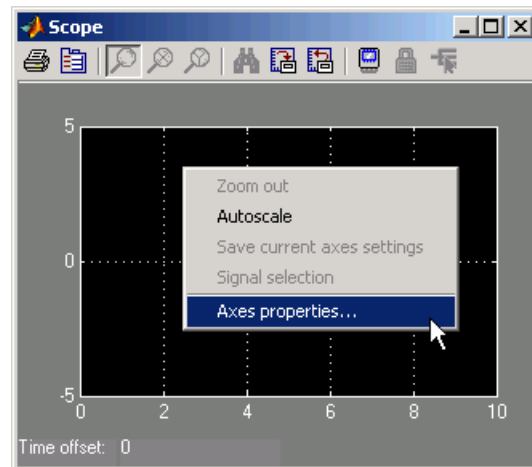 Scope
5
Zoom out
Autoscale
Save current axes settings
0
Signal selection
Axes properties...
-5
0 2 4 6 8 10
Time offset: 0